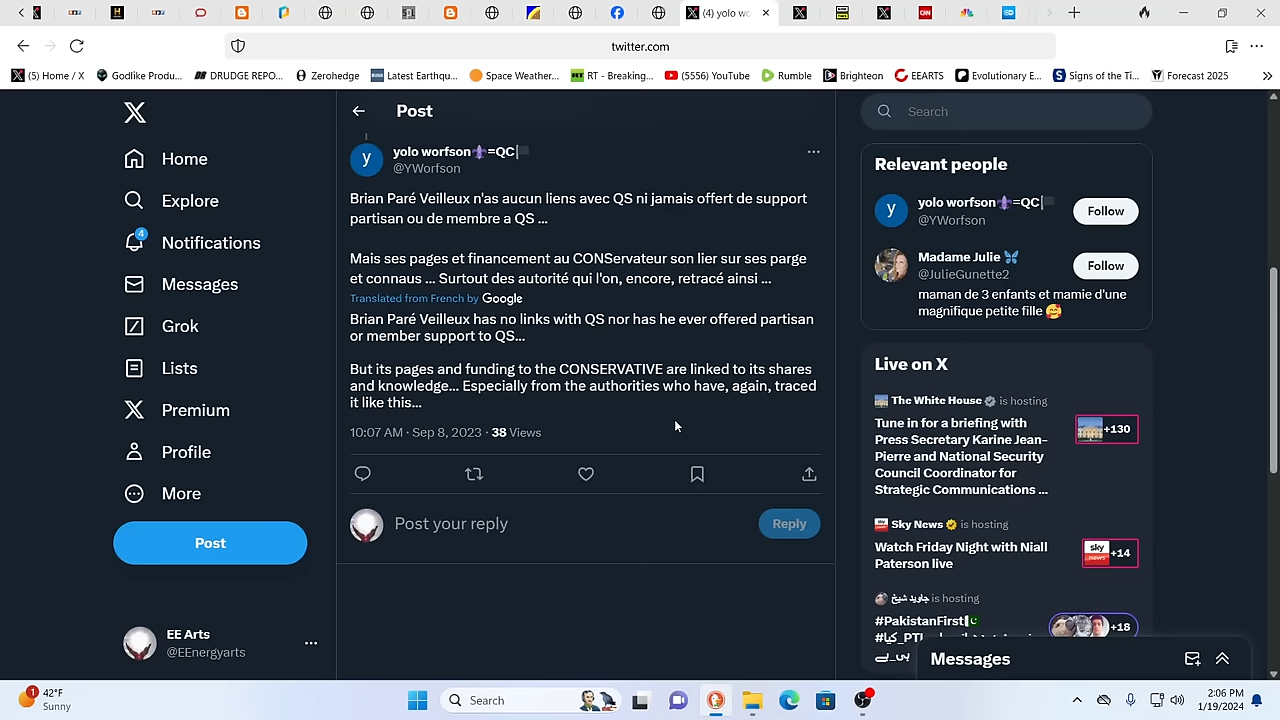 (4) yolo wo
twitter.com
(5) Home / X
Godlike Produ...
DRUDGE REPO...
Zerohedge
Latest Earthqu...
Space Weather...
RT - Breaking...
(5556) YouTube
Rumble
Brighteon
EEARTS
Evolutionary E...
Signs of the Ti...
Forecast 2025
Home
Explore
4
Notifications
Messages
Grok
Lists
Premium
Profile
More
Post
EE Arts
@EEnergyarts
Post
y
yolo worfson⚜️=QC
@YWorfson
Brian Paré Veilleux n'as aucun liens avec QS ni jamais offert de support
partisan ou de membre a QS ...
Mais ses pages et financement au CONServateur son lier sur ses parge
et connaus ... Surtout des autorité qui l'on, encore, retracé ainsi ...
Translated from French by Google
Brian Paré Veilleux has no links with QS nor has he ever offered partisan
or member support to QS...
But its pages and funding to the CONSERVATIVE are linked to its shares
and knowledge... Especially from the authorities who have, again, traced
it like this...
10:07 AM · Sep 8, 2023 · 38 Views
Post your reply
Reply
Search
Relevant people
y
yolo worfson⚜️=QC
@YWorfson
Follow
Madame Julie 🦋
@JulieGunette2
Follow
maman de 3 enfants et mamie d'une
magnifique petite fille 🥰
Live on X
The White House is hosting
Tune in for a briefing with
Press Secretary Karine Jean-
Pierre and National Security
Council Coordinator for
Strategic Communications ...
+130
Sky News is hosting
Watch Friday Night with Niall
Paterson live
sky news
+14
جاوید شیخ is hosting
#PakistanFirst🇵🇰
+18
Messages
1
42°F
Sunny
Search
2:06 PM
1/19/2024